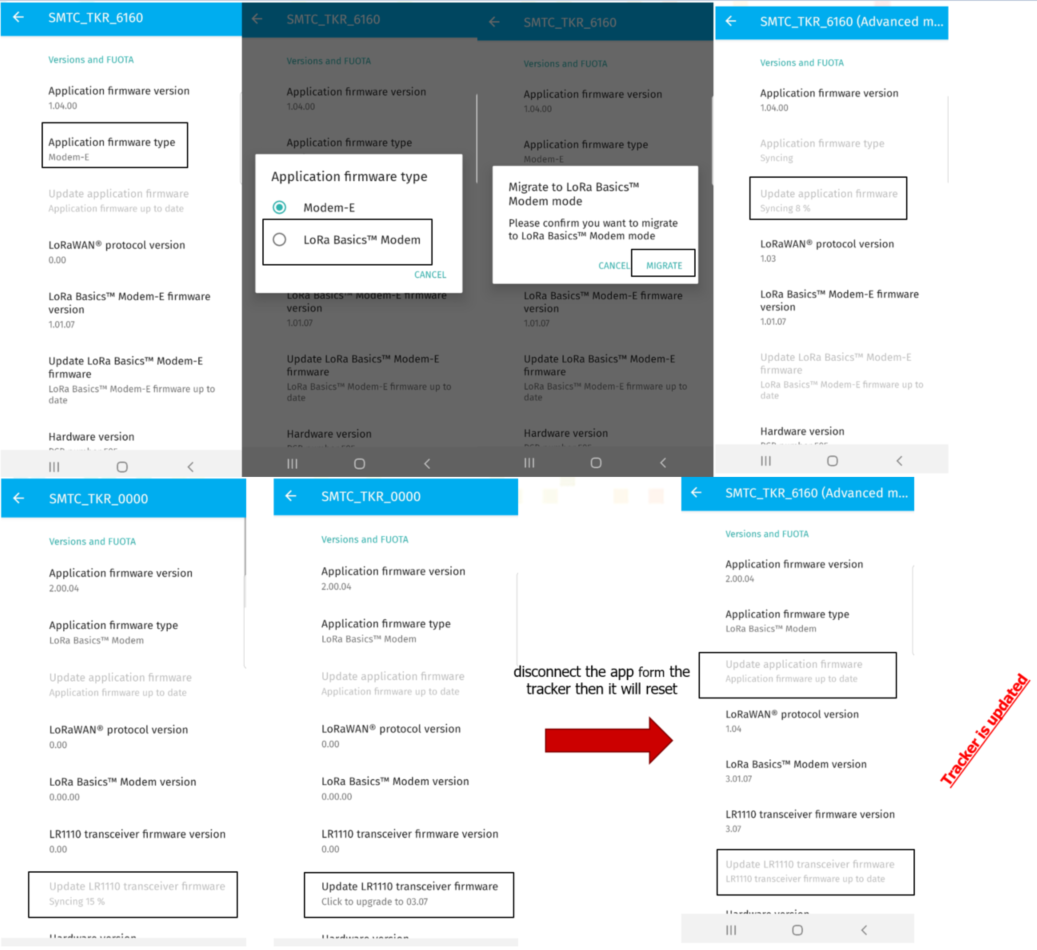 SMTC_TKR_6160
Versions and FUOTA
Application firmware version
1.04.00
Application firmware type
Modem-E
Update application firmware
Application firmware up to date
LoRaWAN® protocol version
0.00
LoRa Basics™ Modem-E firmware
version
1.01.07
Update LoRa Basics™ Modem-E
firmware
LoRa Basics™ Modem-E firmware up to
date
Hardware version
SMTC_TKR_6160
Versions and FUOTA
Application firmware version
1.04.00
Application firmware type
Application firmware type
Modem-E
LoRa Basics™ Modem
CANCEL
LoRa Basics™ Modem-E firmware
version
1.01.07
Update LoRa Basics™ Modem-E
firmware
LoRa Basics™ Modem-E firmware up to
date
Hardware version
SMTC_TKR_6160
Versions and FUOTA
Application firmware version
1.04.00
Application firmware type
Modem-E
Migrate to LoRa Basics™
Modem mode
Please confirm you want to migrate
to LoRa Basics™ Modem mode
CANCEL MIGRATE
LoRa Basics™ Modem-E firmware
version
1.01.07
Update LoRa Basics™ Modem-E
firmware
LoRa Basics™ Modem-E firmware up to
date
Hardware version
SMTC_TKR_6160 (Advanced m...
Versions and FUOTA
Application firmware version
1.04.00
Application firmware type
Syncing
Update application firmware
Syncing 8 %
LoRaWAN® protocol version
1.03
LoRa Basics™ Modem-E firmware
version
1.01.07
Update LoRa Basics™ Modem-E
firmware
LoRa Basics™ Modem-E firmware up to
date
Hardware version
SMTC_TKR_0000
Versions and FUOTA
Application firmware version
2.00.04
Application firmware type
LoRa Basics™ Modem
Update application firmware
Application firmware up to date
LoRaWAN® protocol version
0.00
LoRa Basics™ Modem version
0.00.00
LR1110 transceiver firmware version
0.00
Update LR1110 transceiver firmware
Syncing 15 %
Hardware version
SMTC_TKR_0000
Versions and FUOTA
Application firmware version
2.00.04
Application firmware type
LoRa Basics™ Modem
Update application firmware
Application firmware up to date
LoRaWAN® protocol version
0.00
LoRa Basics™ Modem version
0.00.00
LR1110 transceiver firmware version
0.00
Update LR1110 transceiver firmware
Click to upgrade to 03.07
Hardware version
disconnect the app form the
tracker then it will reset
SMTC_TKR_6160 (Advanced m...
Versions and FUOTA
Application firmware version
2.00.04
Application firmware type
LoRa Basics™ Modem
Update application firmware
Application firmware up to date
LoRaWAN® protocol version
1.04
LoRa Basics™ Modem version
3.01.07
LR1110 transceiver firmware version
3.07
Update LR1110 transceiver firmware
LR1110 transceiver firmware up to date
Hardware version
Tracker is updated